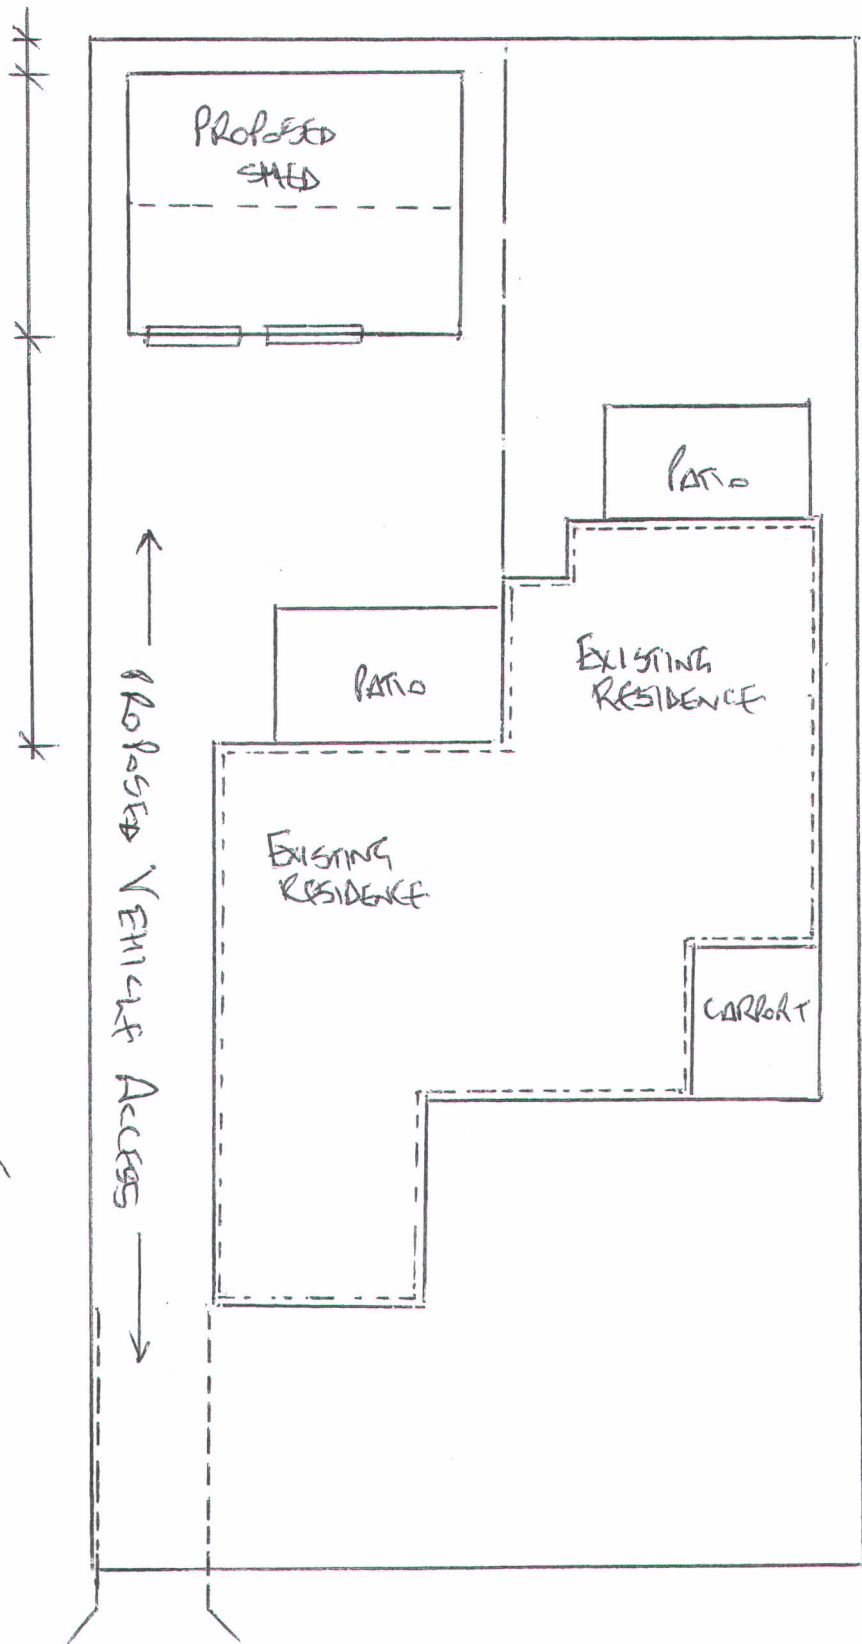 PROPOSED
SHED
PATIO
PATIO
EXISTING
RESIDENCE
EXISTING
RESIDENCE
CARPORT
PROPOSED VEHICLE ACCESS